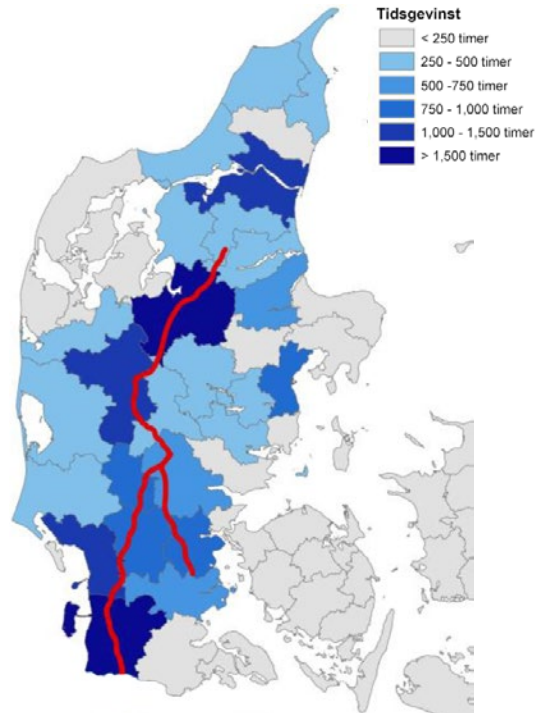 Tidsgevinst
< 250 timer
250 - 500 timer
500 -750 timer
750 - 1,000 timer
1,000 - 1,500 timer
> 1,500 timer